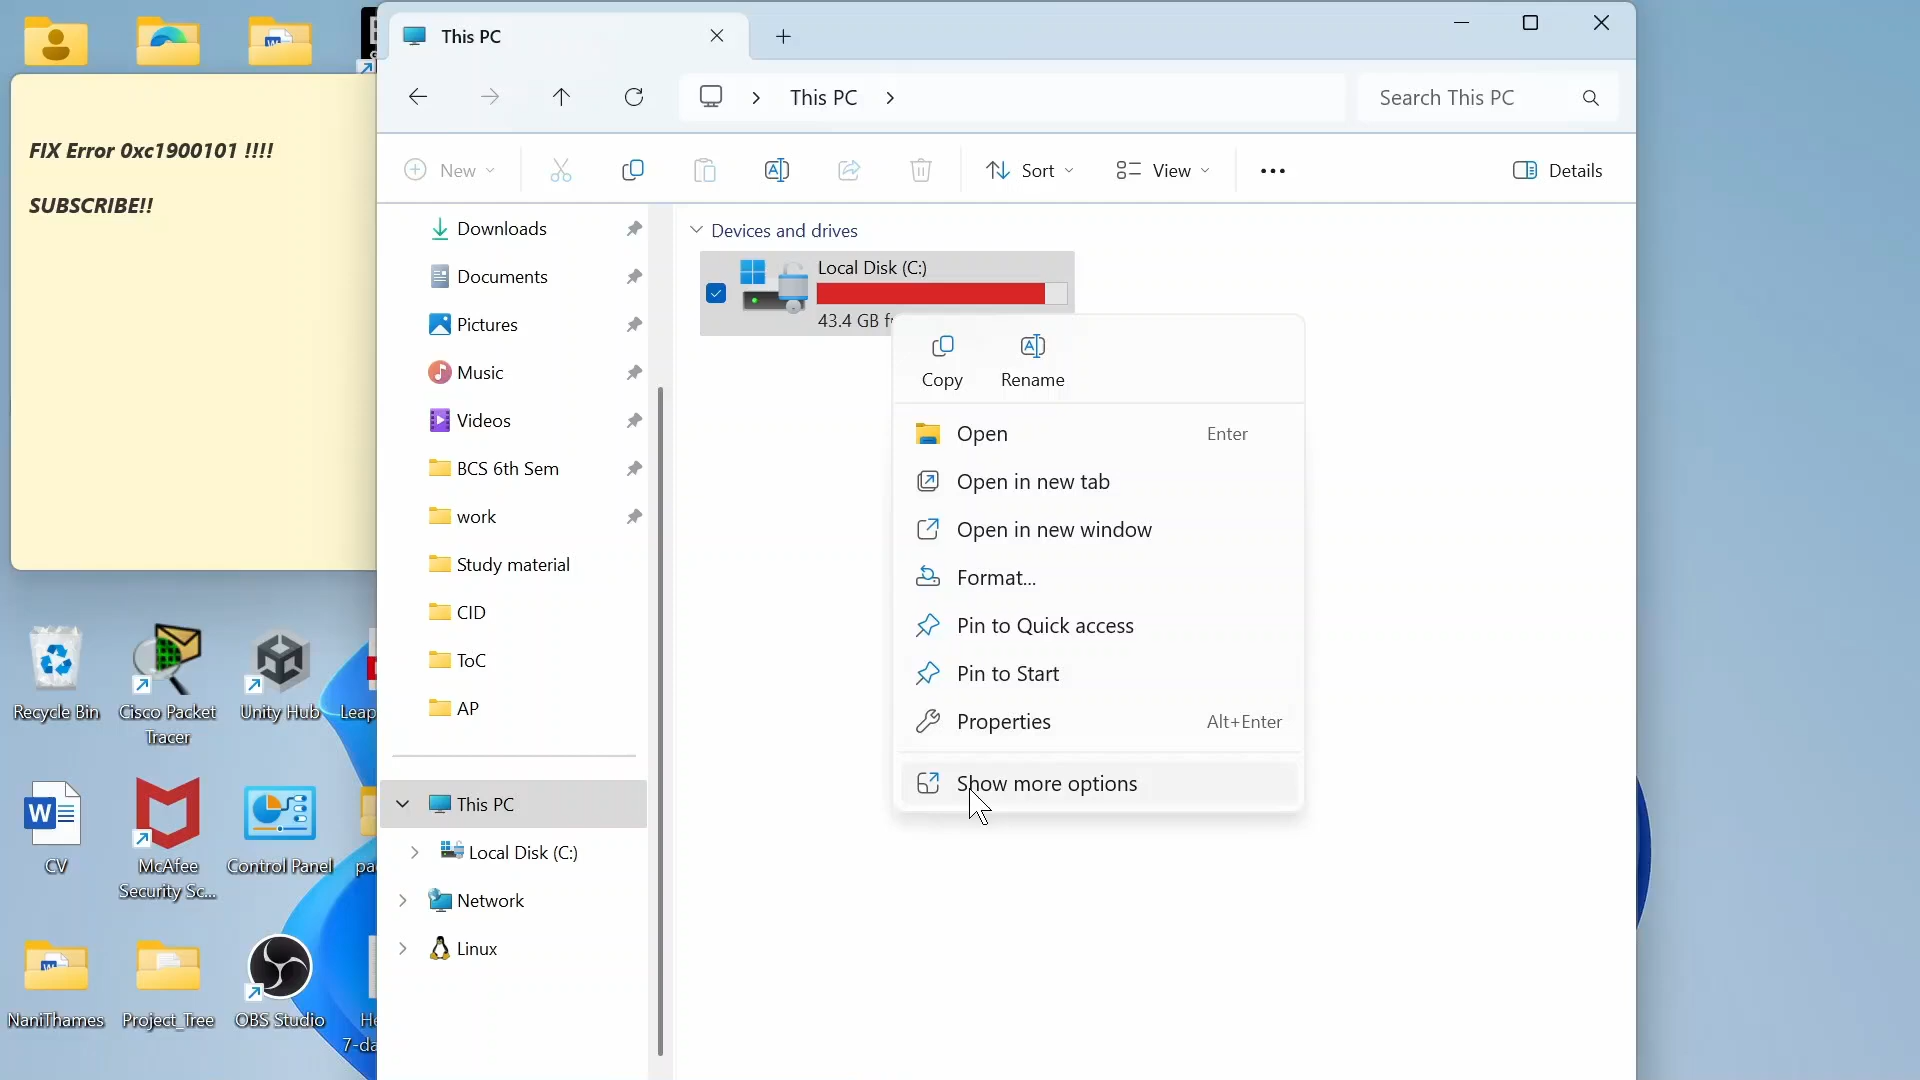 This PC
This PC
Search This PC
FIX Error 0xc1900101 !!!!
SUBSCRIBE!!
New
Sort
View
Details
Downloads
Documents
Pictures
Music
Videos
BCS 6th Sem
work
Study material
CID
ToC
AP
This PC
Local Disk (C:)
Network
Linux
Devices and drives
Local Disk (C:)
43.4 GB
Copy
Rename
Open Enter
Open in new tab
Open in new window
Format...
Pin to Quick access
Pin to Start
Properties Alt+Enter
Show more options
Recycle Bin
Cisco Packet
Tracer
Unity Hub
Leap
CV
McAfee
Security Sc...
Control Panel
NaniThames
Project_Tree
OBS Studio
7-da